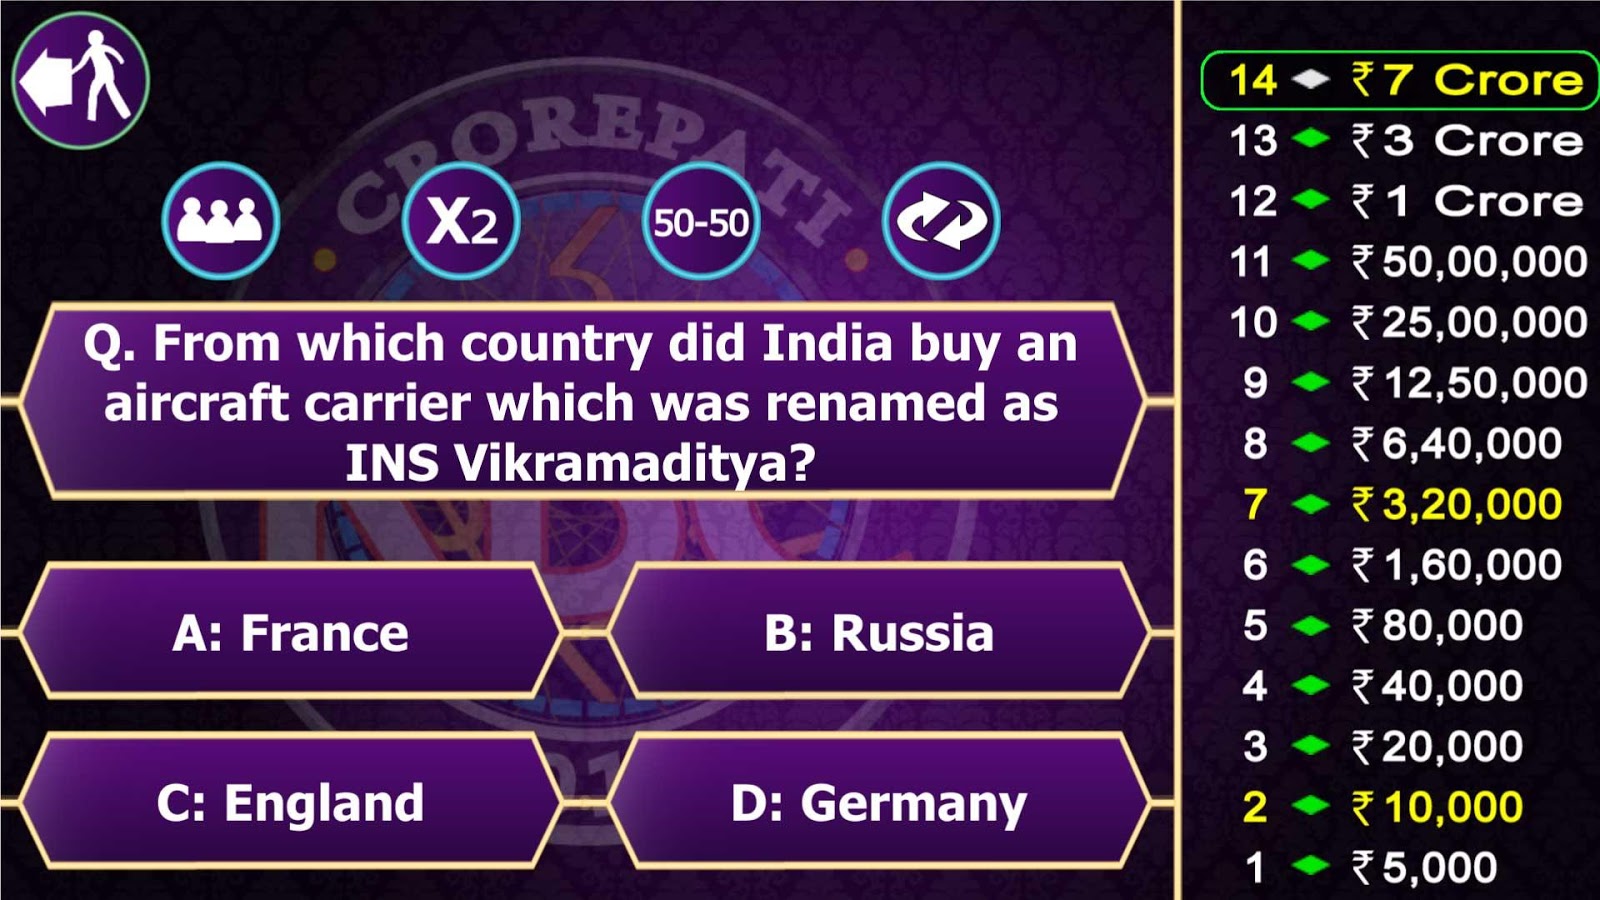 CROREPATI
X2
50-50
Q. From which country did India buy an
aircraft carrier which was renamed as
INS Vikramaditya?
A: France
B: Russia
C: England
D: Germany
14 ₹ 7 Crore
13 ₹ 3 Crore
12 ₹ 1 Crore
11 ₹ 50,00,000
10 ₹ 25,00,000
9 ₹ 12,50,000
8 ₹ 6,40,000
7 ₹ 3,20,000
6 ₹ 1,60,000
5 ₹ 80,000
4 ₹ 40,000
3 ₹ 20,000
2 ₹ 10,000
1 ₹ 5,000